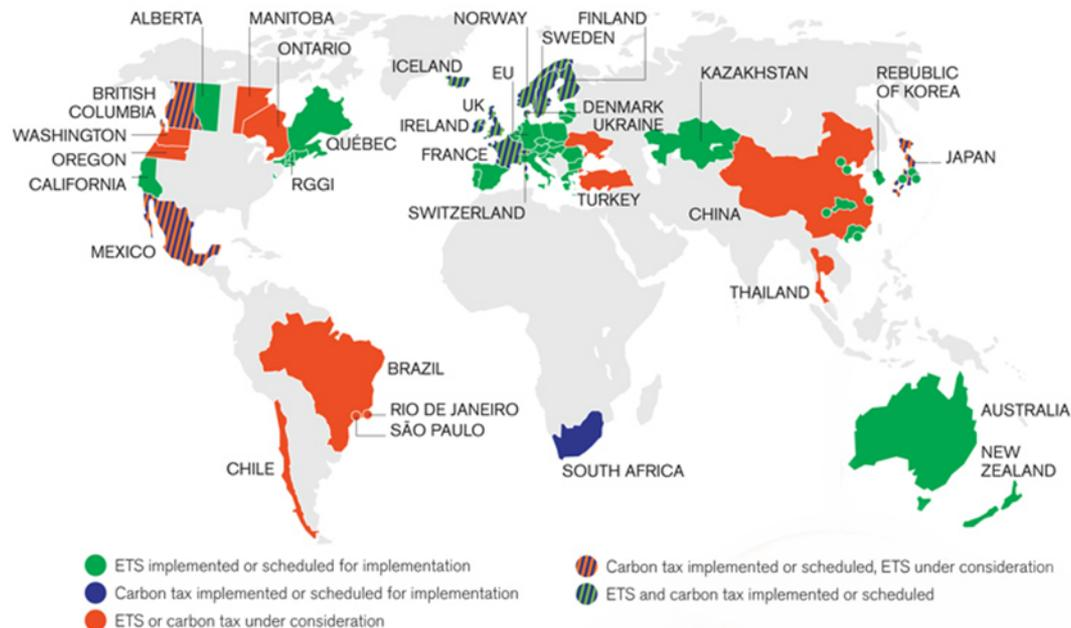 ALBERTA
MANITOBA
ONTARIO
NORWAY
FINLAND
SWEDEN
ICELAND
EU
KAZAKHSTAN
REBUBLIC
OF KOREA
BRITISH
COLUMBIA
UK
DENMARK
WASHINGTON
IRELAND
UKRAINE
QUÉBEC
OREGON
FRANCE
JAPAN
CALIFORNIA
RGGI
TURKEY
SWITZERLAND
CHINA
MEXICO
THAILAND
BRAZIL
RIO DE JANEIRO
SÃO PAULO
AUSTRALIA
CHILE
SOUTH AFRICA
NEW
ZEALAND
ETS implemented or scheduled for implementation
Carbon tax implemented or scheduled for implementation
ETS or carbon tax under consideration
Carbon tax implemented or scheduled, ETS under consideration
ETS and carbon tax implemented or scheduled